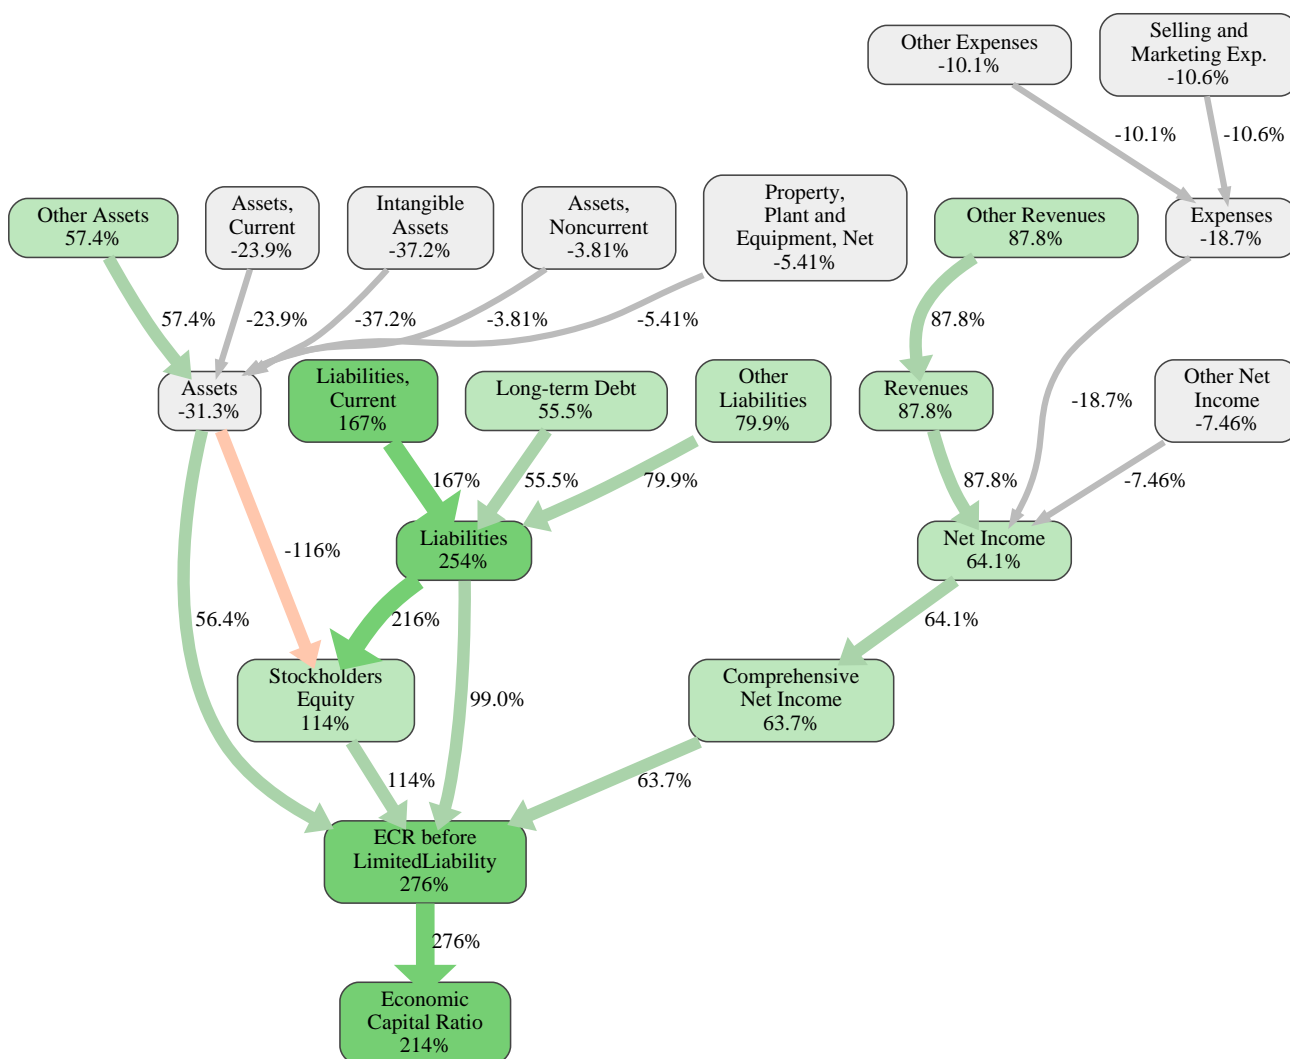 Other Expenses
-10.1%
Selling and
Marketing Exp.
-10.6%
-10.1%
-10.6%
Other Assets
57.4%
Assets,
Current
-23.9%
Intangible
Assets
-37.2%
Assets,
Noncurrent
-3.81%
Property,
Plant and
Equipment, Net
-5.41%
Other Revenues
87.8%
Expenses
-18.7%
57.4%
-23.9%
-37.2%
-3.81%
-5.41%
87.8%
Assets
-31.3%
Liabilities,
Current
167%
Long-term Debt
55.5%
Other
Liabilities
79.9%
Revenues
87.8%
-18.7%
Other Net
Income
-7.46%
167%
55.5%
79.9%
87.8%
-7.46%
-116%
Liabilities
254%
Net Income
64.1%
56.4%
216%
64.1%
Stockholders
Equity
114%
99.0%
Comprehensive
Net Income
63.7%
114%
63.7%
ECR before
LimitedLiability
276%
276%
Economic
Capital Ratio
214%